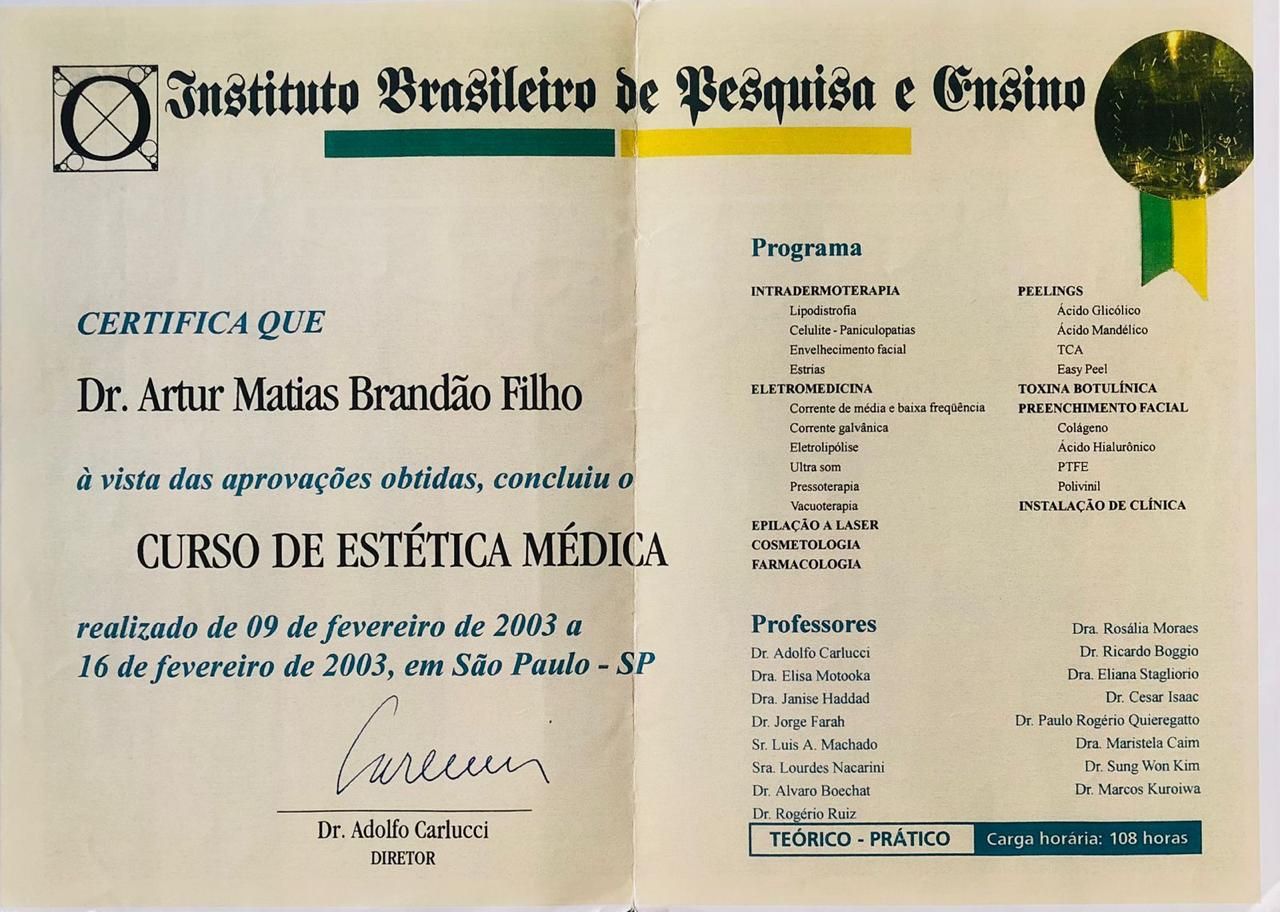 Instituto Brasileiro de Pesquisa e Ensino
CERTIFICA QUE
Dr. Artur Matias Brandão Filho
à vista das aprovações obtidas, concluiu o
CURSO DE ESTÉTICA MÉDICA
realizado de 09 de fevereiro de 2003 a
16 de fevereiro de 2003, em São Paulo - SP
Dr. Adolfo Carlucci
DIRETOR
Programa
INTRADERMOTERAPIA
Lipodistrofia
Celulite - Paniculopatias
Envelhecimento facial
Estrias
ELETROMEDICINA
Corrente de média e baixa freqüência
Corrente galvânica
Eletrolipólise
Ultra som
Pressoterapia
Vacuoterapia
EPILAÇÃO A LASER
COSMETOLOGIA
FARMACOLOGIA
PEELINGS
Ácido Glicólico
Ácido Mandélico
TCA
Easy Peel
TOXINA BOTULÍNICA
PREENCHIMENTO FACIAL
Colágeno
Ácido Hialurônico
PTFE
Polivinil
INSTALAÇÃO DE CLÍNICA
Professores
Dr. Adolfo Carlucci
Dra. Elisa Motooka
Dra. Janise Haddad
Dr. Jorge Farah
Sr. Luis A. Machado
Sra. Lourdes Nacarini
Dr. Alvaro Boechat
Dr. Rogério Ruiz
Dra. Rosália Moraes
Dr. Ricardo Boggio
Dra. Eliana Stagliorio
Dr. Cesar Isaac
Dr. Paulo Rogério Quieregatto
Dra. Maristela Caim
Dr. Sung Won Kim
Dr. Marcos Kuroiwa
TEÓRICO - PRÁTICO
Carga horária: 108 horas